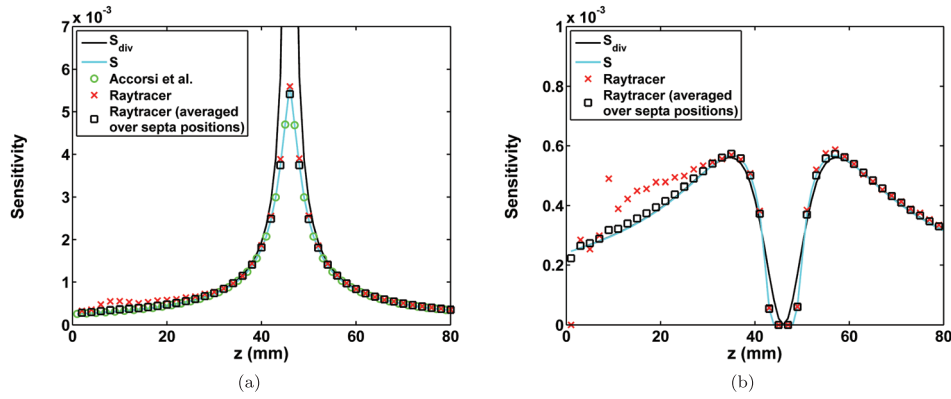 7 x 10⁻³
6
5
4
3
2
1
0
Sensitivity
S_div
S
Accorsi et al.
Raytracer
Raytracer (averaged
over septa positions)
0 20 40 60 80
z (mm)
(a)
1 x 10⁻³
0.8
0.6
0.4
0.2
0
Sensitivity
S_div
S
Raytracer
Raytracer (averaged
over septa positions)
0 20 40 60 80
z (mm)
(b)